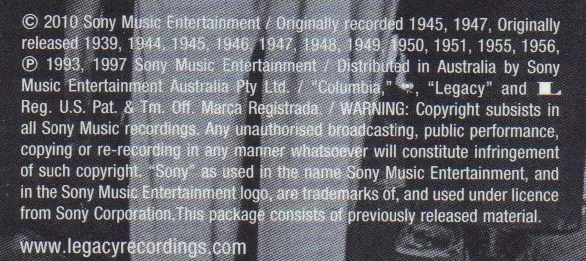 © 2010 Sony Music Entertainment / Originally recorded 1945, 1947, Originally
released 1939, 1944, 1945, 1946, 1947, 1948, 1949, 1950, 1951, 1955, 1956,
℗ 1993, 1997 Sony Music Entertainment / Distributed in Australia by Sony
Music Entertainment Australia Pty Ltd. / “Columbia,” , “Legacy” and L
Reg. U.S. Pat. & Tm. Off. Marca Registrada. / WARNING: Copyright subsists in
all Sony Music recordings. Any unauthorised broadcasting, public performance,
copying or re-recording in any manner whatsoever will constitute infringement
of such copyright. “Sony” as used in the name Sony Music Entertainment, and
in the Sony Music Entertainment logo, are trademarks of, and used under licence
from Sony Corporation.This package consists of previously released material.
www.legacyrecordings.com